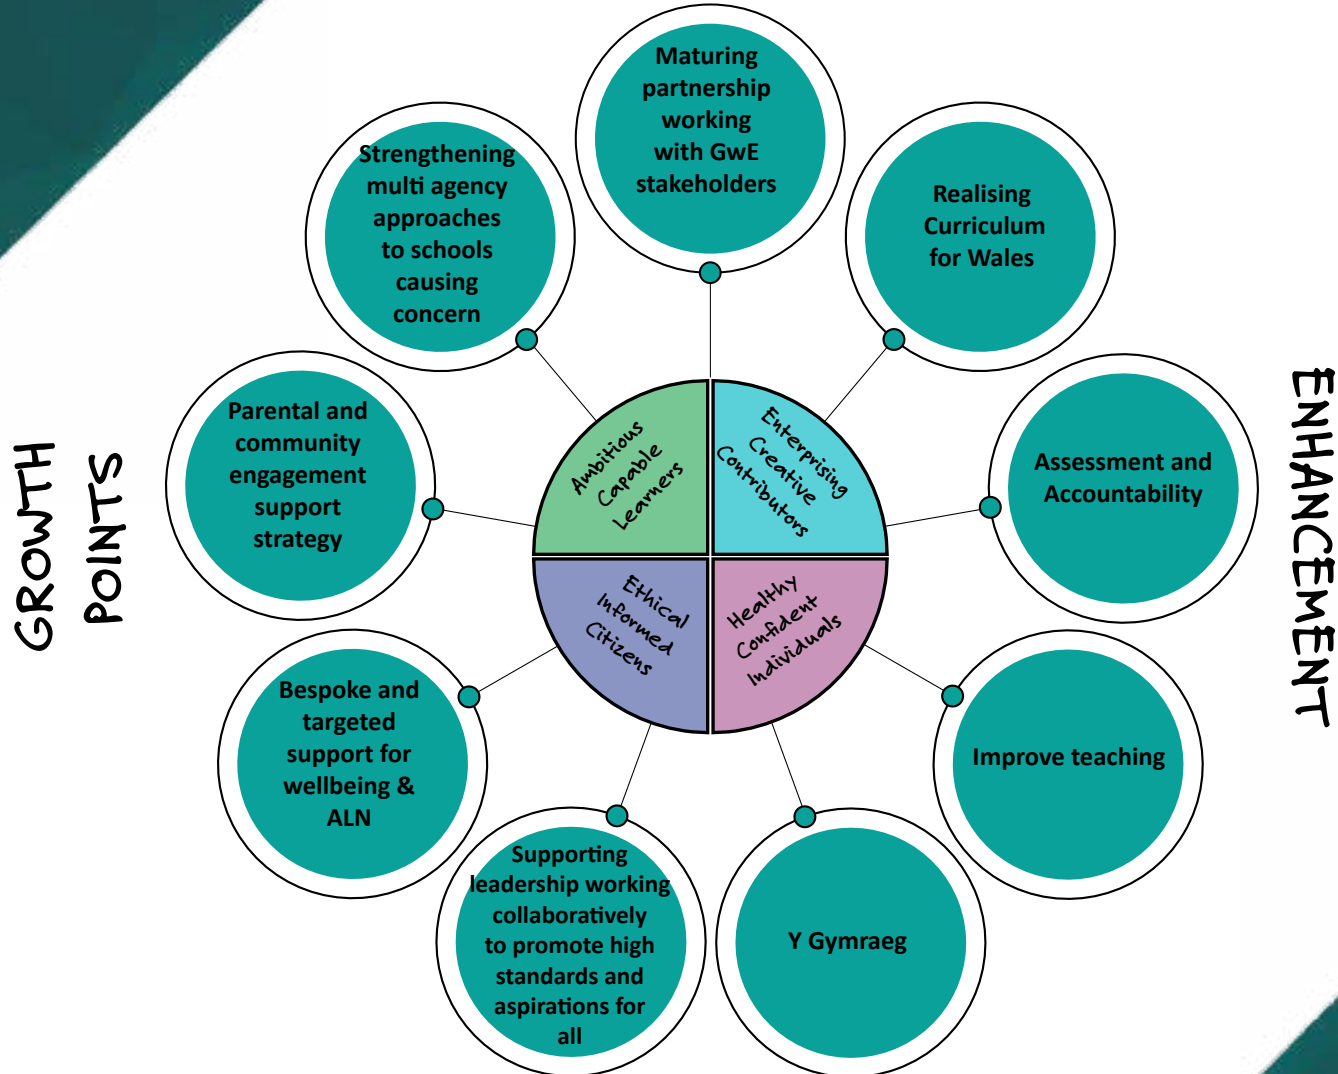 Maturing
partnership
working
with GwE
stakeholders
Strengthening
multi agency
approaches
to schools
causing
concern
Realising
Curriculum
for Wales
Parental and
community
engagement
support
strategy
Assessment and
Accountability
GROWTH
POINTS
ENHANCEMENT
Ambitious
Capable
Learners
Enterprising
Creative
Contributors
Ethical
Informed
Citizens
Healthy
Confident
Individuals
Bespoke and
targeted
support for
wellbeing &
ALN
Improve teaching
Supporting
leadership working
collaboratively
to promote high
standards and
aspirations for
all
Y Gymraeg